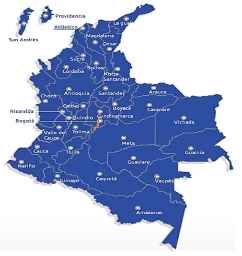 Providencia
San Andrés
Atlántico
La gua
Magdalena
Cesar
Sucre
Bolívar
Córdoba
Norte
Santander
Antioquia
Santander
Arauca
Chocó
Caldas
Boyacá
Casanare
Risaralda
Quindío
Cundinamarca
Bogotá
Vichada
Valle del
Cauca
Tolima
Meta
Guainía
Cauca
Huila
Guaviare
Nariño
Putumayo
Caquetá
Vaupés
Amazonas